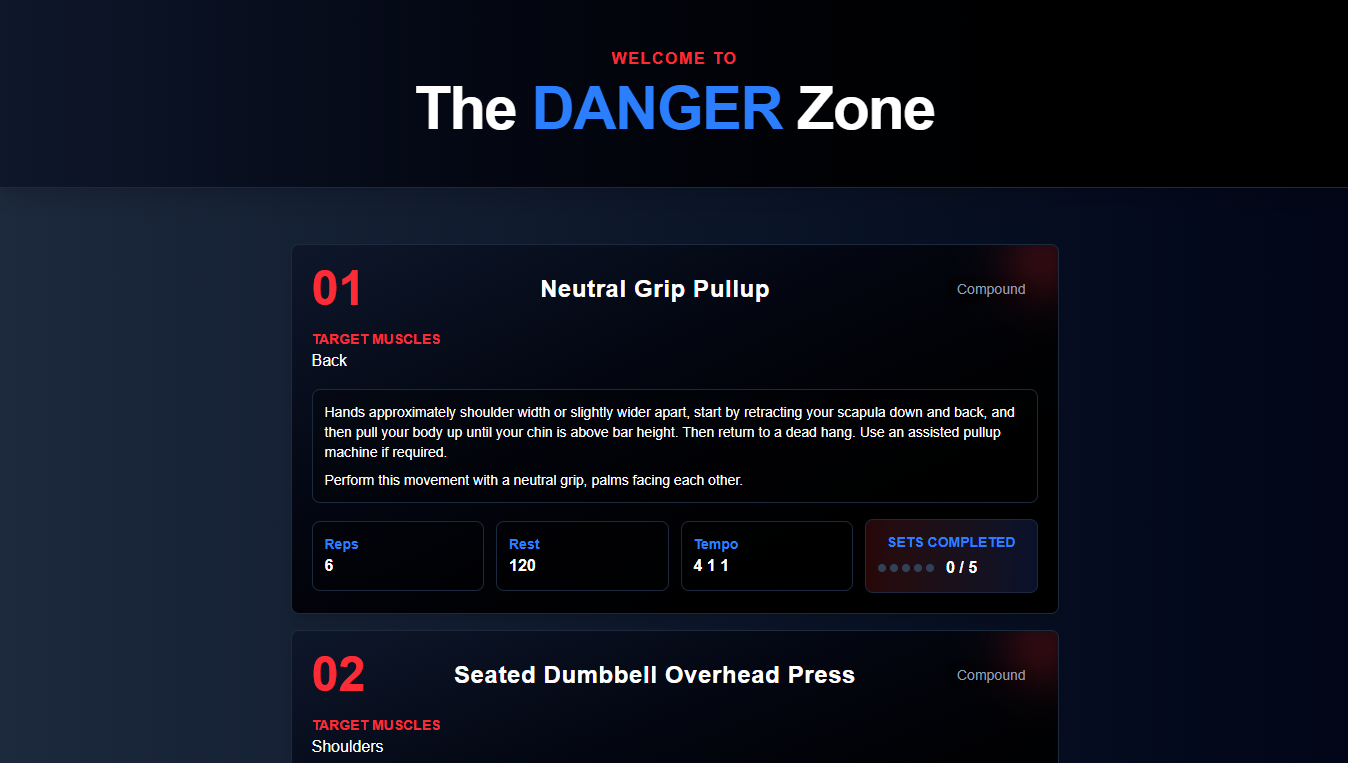 WELCOME TO
The DANGER Zone
01
Neutral Grip Pullup
Compound
TARGET MUSCLES
Back
Hands approximately shoulder width or slightly wider apart, start by retracting your scapula down and back, and
then pull your body up until your chin is above bar height. Then return to a dead hang. Use an assisted pullup
machine if required.
Perform this movement with a neutral grip, palms facing each other.
Reps
6
Rest
120
Tempo
4 1 1
SETS COMPLETED
0 / 5
02
Seated Dumbbell Overhead Press
Compound
TARGET MUSCLES
Shoulders